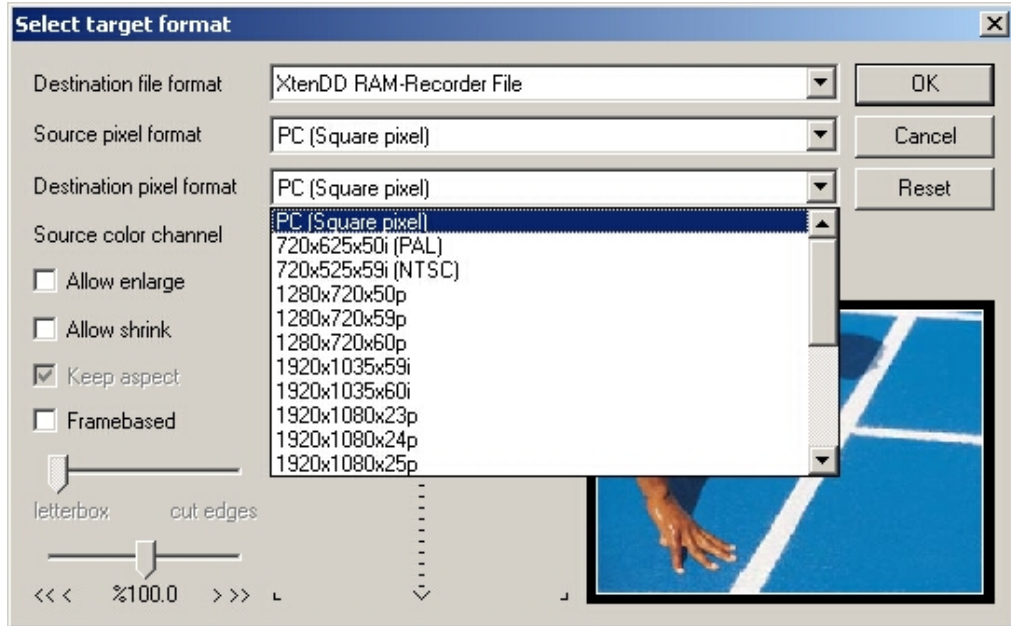 Select target format
Destination file format XtenDD RAM-Recorder File OK
Source pixel format PC (Square pixel) Cancel
Destination pixel format PC (Square pixel) Reset
PC (Square pixel)
Source color channel
720x625x50i (PAL)
720x525x59i (NTSC)
Allow enlarge
1280x720x50p
1280x720x59p
Allow shrink
1280x720x60p
1920x1035x59i
Keep aspect
1920x1035x60i
1920x1080x23p
Framebased
1920x1080x24p
1920x1080x25p
letterbox cut edges
<< < %100.0 > >>